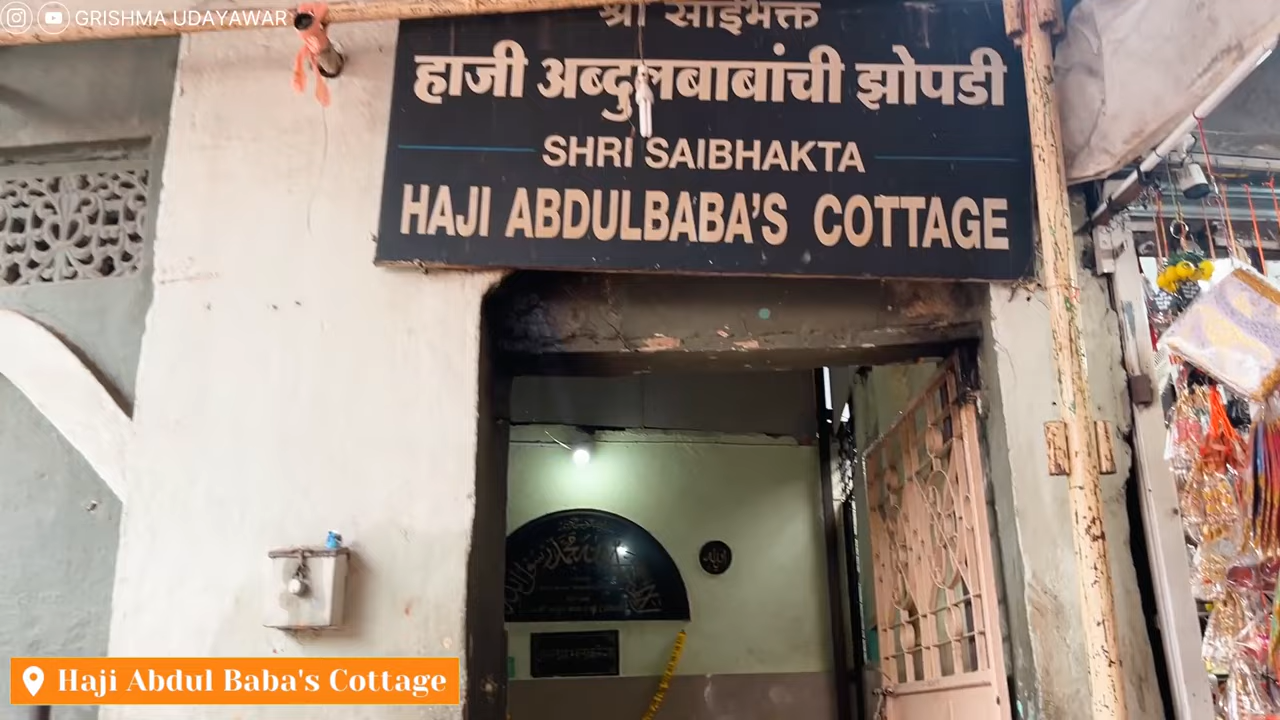 GRISHMA UDAYAWAR
श्री साईभक्त
हाजी अब्दुलबाबांची झोपडी
SHRI SAIBHAKTA
HAJI ABDULBABA'S COTTAGE
Haji Abdul Baba's Cottage